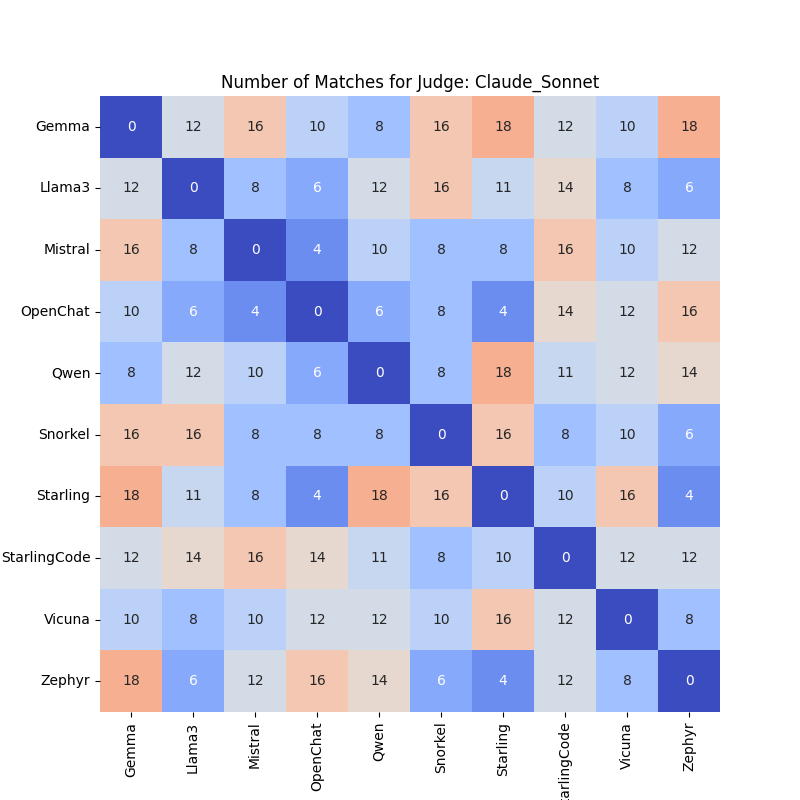 Number of Matches for Judge: Claude_Sonnet
Gemma 0 12 16 10 8 16 18 12 10 18
Llama3 12 0 8 6 12 16 11 14 8 6
Mistral 16 8 0 4 10 8 8 16 10 12
OpenChat 10 6 4 0 6 8 4 14 12 16
Qwen 8 12 10 6 0 8 18 11 12 14
Snorkel 16 16 8 8 8 0 16 8 10 6
Starling 18 11 8 4 18 16 0 10 16 4
StarlingCode 12 14 16 14 11 8 10 0 12 12
Vicuna 10 8 10 12 12 10 16 12 0 8
Zephyr 18 6 12 16 14 6 4 12 8 0
Gemma Llama3 Mistral OpenChat Qwen Snorkel Starling arlingCode Vicuna Zephyr